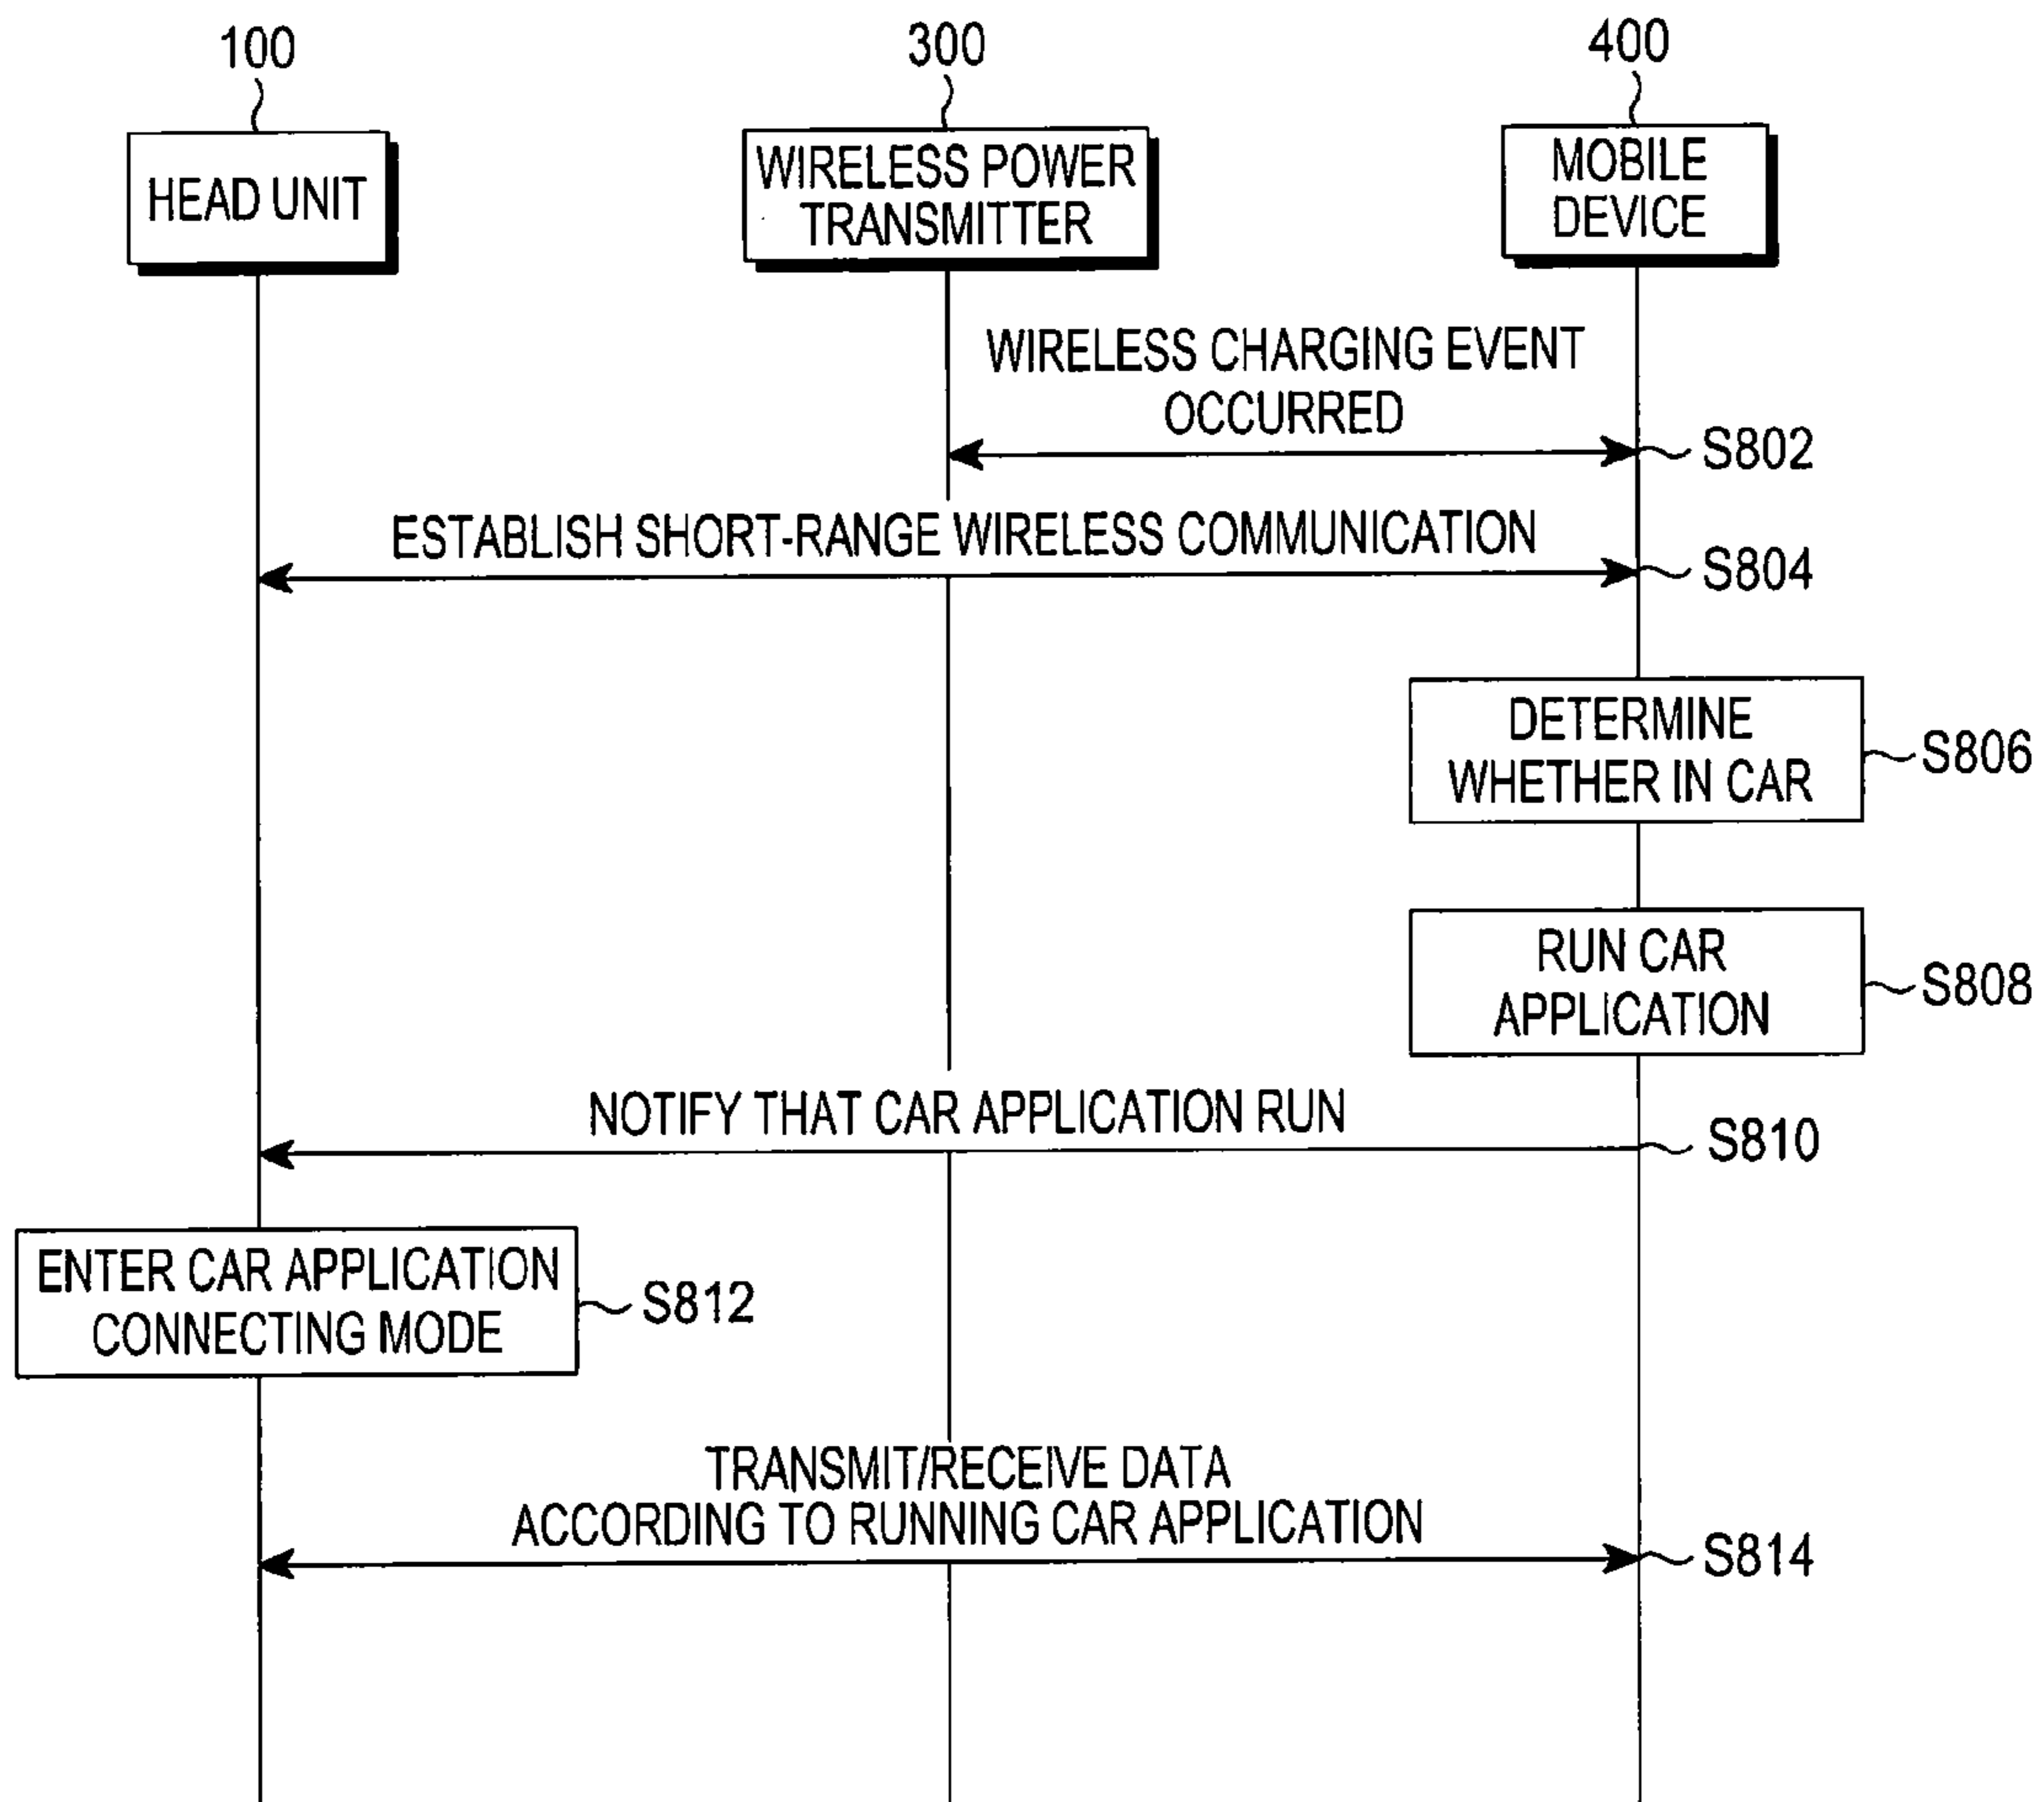 100
300
400
HEAD UNIT
WIRELESS POWER
TRANSMITTER
MOBILE
DEVICE
WIRELESS CHARGING EVENT
OCCURRED
S802
ESTABLISH SHORT-RANGE WIRELESS COMMUNICATION
S804
DETERMINE
WHETHER IN CAR
S806
RUN CAR
APPLICATION
S808
NOTIFY THAT CAR APPLICATION RUN
S810
ENTER CAR APPLICATION
CONNECTING MODE
S812
TRANSMIT/RECEIVE DATA
ACCORDING TO RUNNING CAR APPLICATION
S814